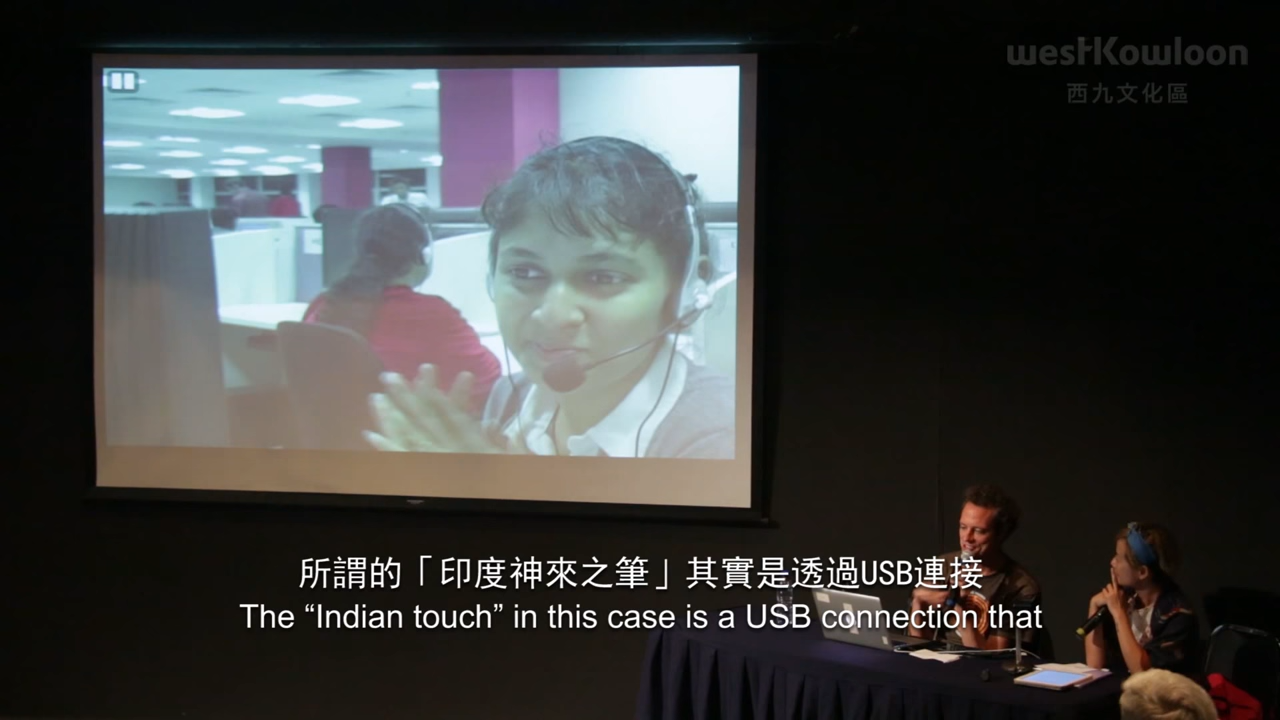 westKowloon
西九文化區
所謂的「印度神來之筆」其實是透過USB連接
The “Indian touch” in this case is a USB connection that